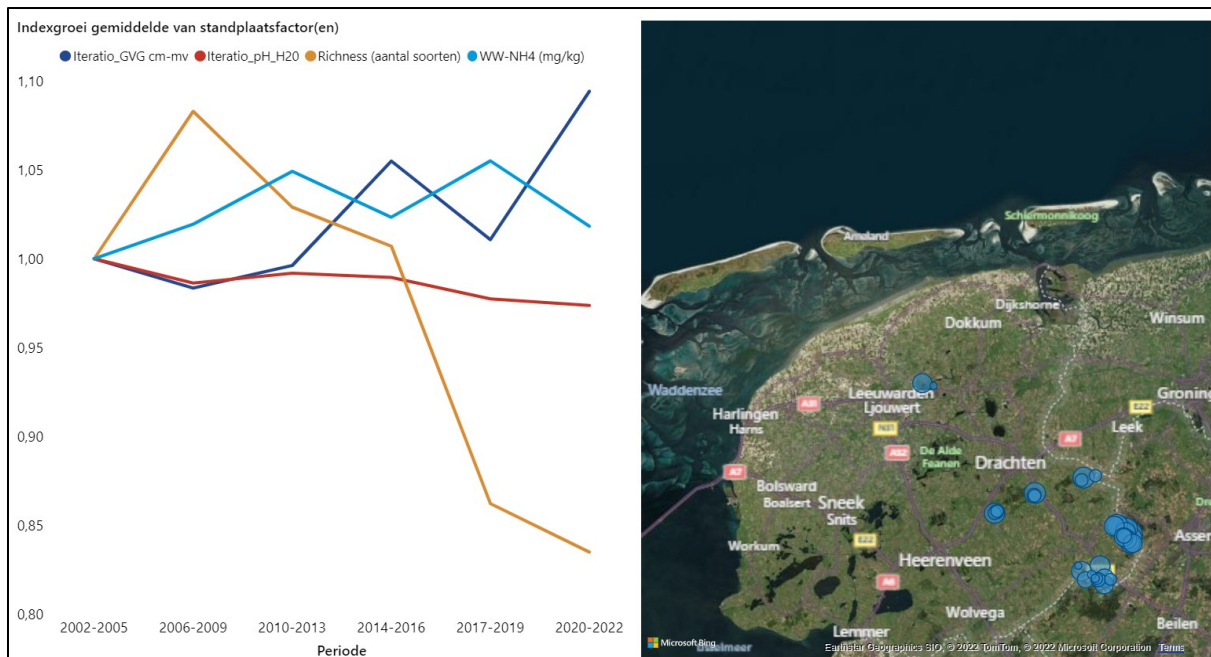 Indexgroei gemiddelde van standplaatsfactor(en)
Iteratio_GVG cm-mv Iteratio_pH_H20 Richness (aantal soorten) WW-NH4 (mg/kg)
1,10
1,05
1,00
0,95
0,90
0,85
0,80
2002-2005 2006-2009 2010-2013 2014-2016 2017-2019 2020-2022
Periode
Schiermonnikoog
Ameland
Dijkshorne
Dokkum
Winsum
Waddenzee
Leeuwarden
Ljouwert
Groning
A31
E22
Harlingen
Harns
Leek
N31
A7
De Alde
Feanen
A32
Drachten
A7
Bolsward
Boalsert
Sneek
Snits
Dr
Workum
E22
Assen
Heerenveen
A6
Wolvega
Lemmer
Beilen
Microsoft Bing
IJsselmeer
Earthstar Geographics SIO, © 2022 TomTom, © 2022 Microsoft Corporation Terms